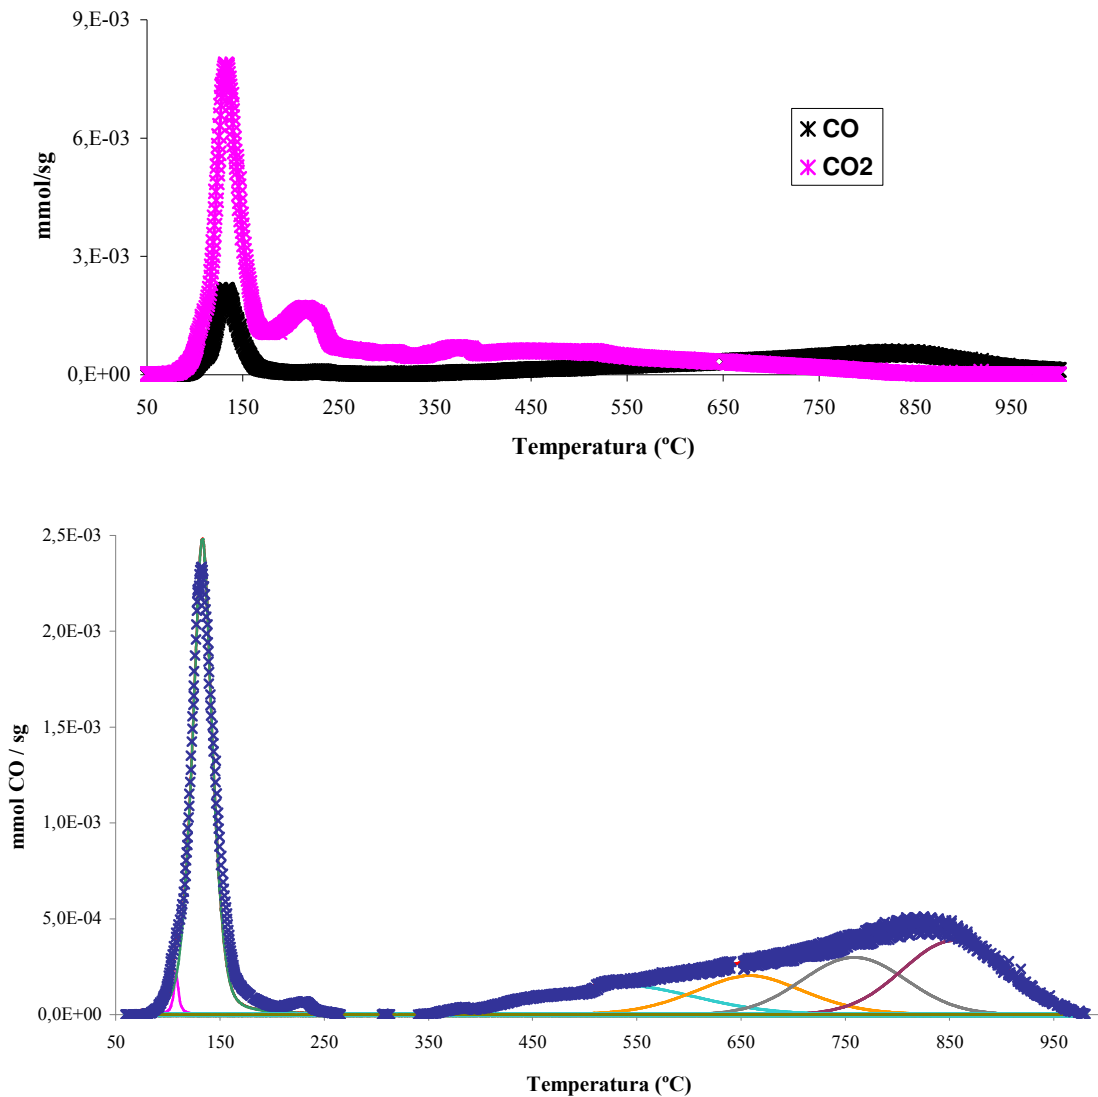 9,E-03
6,E-03
3,E-03
0,E+00
mmol/sg
CO
CO2
50 150 250 350 450 550 650 750 850 950
Temperatura (ºC)
2,5E-03
2,0E-03
1,5E-03
1,0E-03
5,0E-04
0,0E+00
mmol CO / sg
50 150 250 350 450 550 650 750 850 950
Temperatura (ºC)